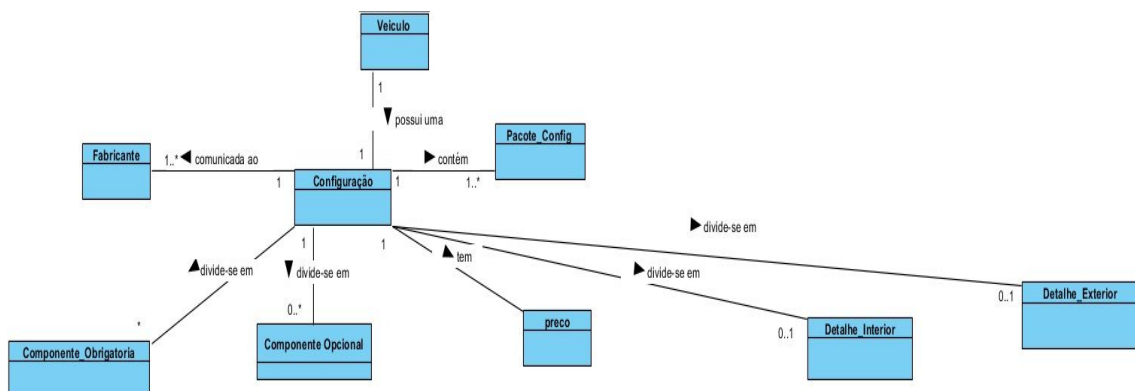 Veiculo
1
possui uma
1
Pacote_Config
contém
1
1..*
Fabricante
1..*
comunicada ao
1
Configuração
1
divide-se em
*
Componente_Obrigatoria
divide-se em
0..*
Componente Opcional
1
tem
preco
divide-se em
0..1
Detalhe_Interior
divide-se em
0..1
Detalhe_Exterior